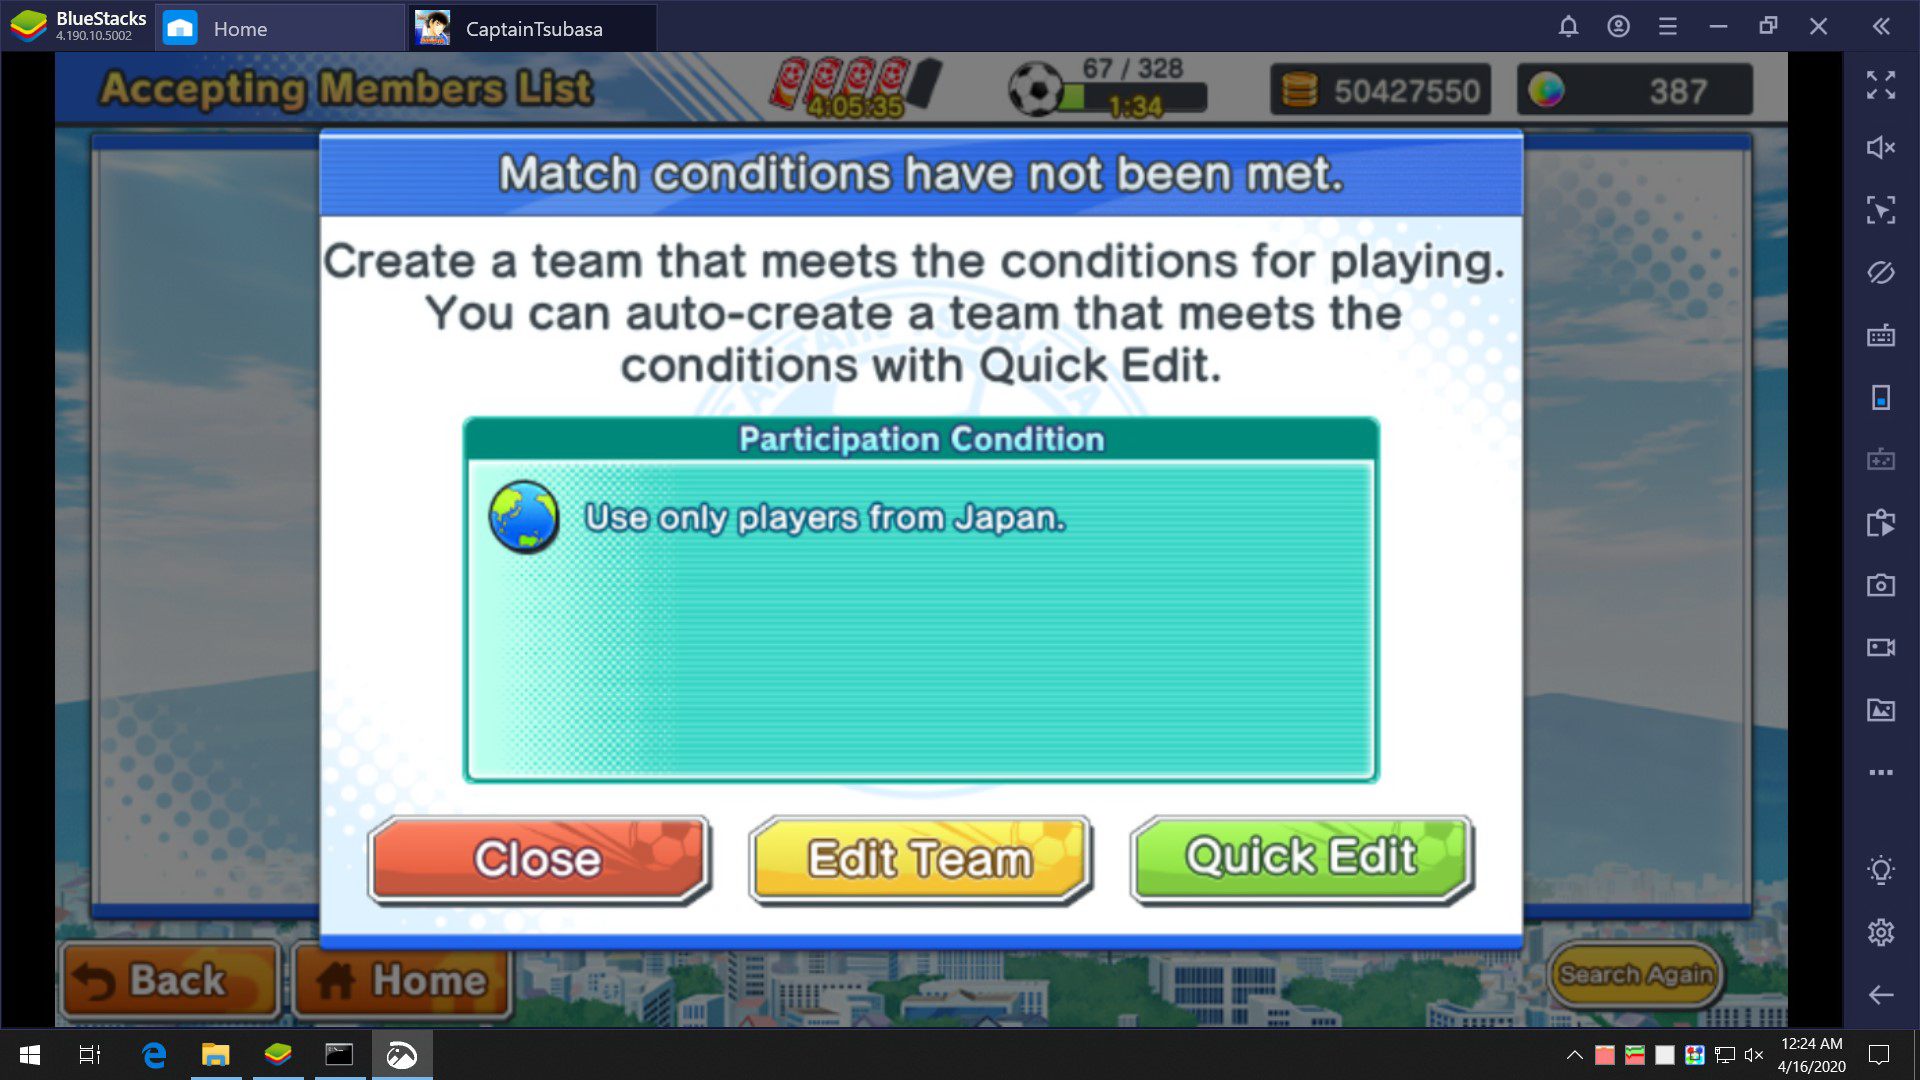 BlueStacks
4.190.10.5002
Home
CaptainTsubasa
Accepting Members List
4:05:35
67 / 328
1:34
50427550
387
Match conditions have not been met.
Create a team that meets the conditions for playing.
You can auto-create a team that meets the
conditions with Quick Edit.
Participation Condition
Use only players from Japan.
Close
Edit Team
Quick Edit
Back
Home
Search Again
12:24 AM
4/16/2020